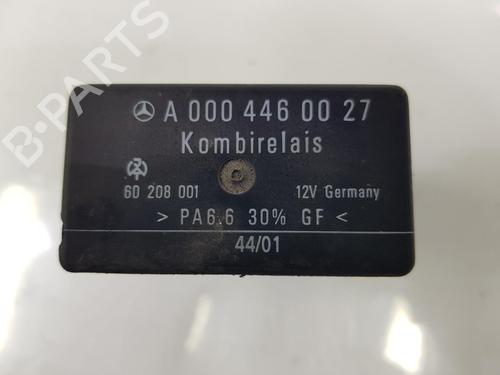 A 000 446 00 27
Kombirelais
60 208 001 12V Germany
> PA6.6 30% GF <
44/01
B-PARTS